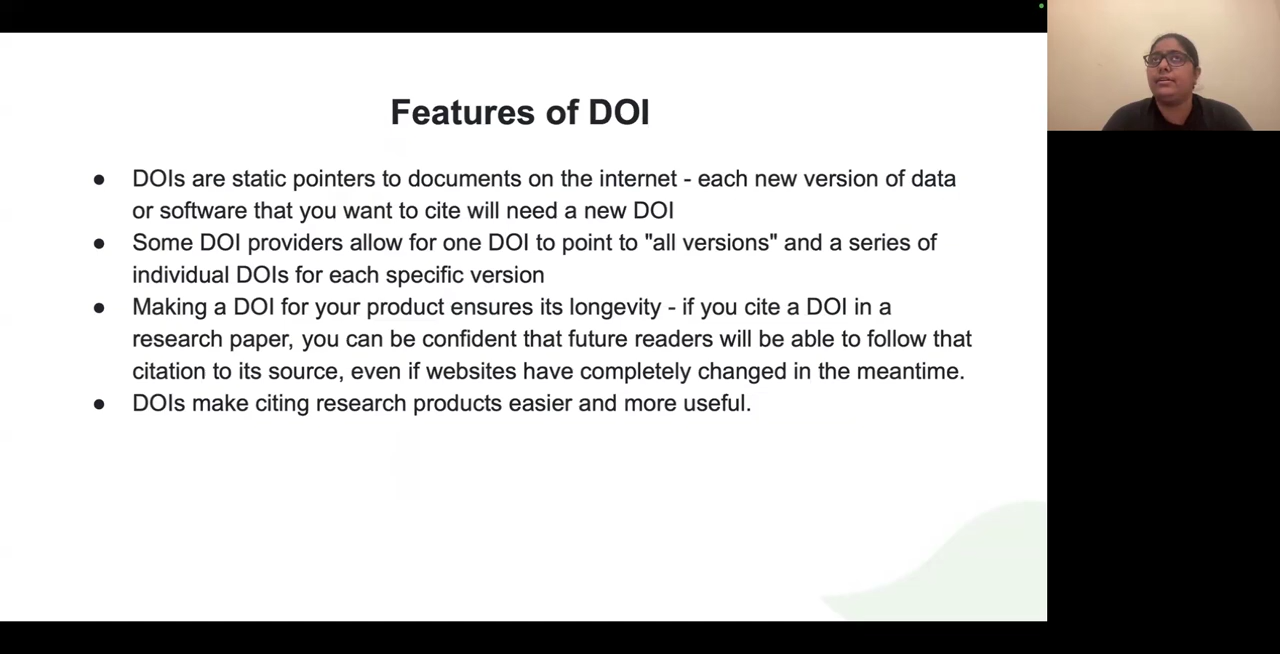 Features of DOI
● DOIs are static pointers to documents on the internet - each new version of data
or software that you want to cite will need a new DOI
● Some DOI providers allow for one DOI to point to "all versions" and a series of
individual DOIs for each specific version
● Making a DOI for your product ensures its longevity - if you cite a DOI in a
research paper, you can be confident that future readers will be able to follow that
citation to its source, even if websites have completely changed in the meantime.
● DOIs make citing research products easier and more useful.